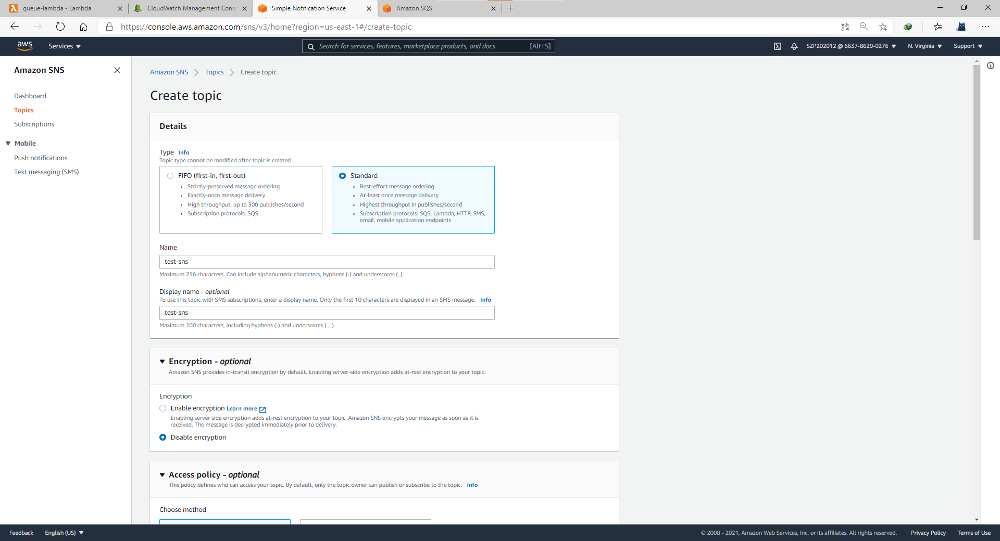 queue-lambda - Lambda
CloudWatch Management Consc
Simple Notification Service
Amazon SQS
https://console.aws.amazon.com/sns/v3/home?region=us-east-1#/create-topic
aws
Services
Search for services, features, marketplace products, and docs
[Alt+S]
SZP202012 @ 6637-8629-0276
N. Virginia
Support
Amazon SNS
Dashboard
Topics
Subscriptions
Mobile
Push notifications
Text messaging (SMS)
Amazon SNS
Topics
Create topic
Create topic
Details
Type Info
Topic type cannot be modified after topic is created
FIFO (first-in, first-out)
• Strictly-preserved message ordering
• Exactly-once message delivery
• High throughput, up to 300 publishes/second
• Subscription protocols: SQS
Standard
• Best-effort message ordering
• At-least once message delivery
• Highest throughput in publishes/second
• Subscription protocols: SQS, Lambda, HTTP, SMS,
email, mobile application endpoints
Name
test-sns
Maximum 256 characters. Can include alphanumeric characters, hyphens (-) and underscores (_).
Display name - optional
To use this topic with SMS subscriptions, enter a display name. Only the first 10 characters are displayed in an SMS message. Info
test-sns
Maximum 100 characters, including hyphens (-) and underscores ( _ ).
Encryption - optional
Amazon SNS provides in-transit encryption by default. Enabling server-side encryption adds at-rest encryption to your topic.
Encryption
Enable encryption Learn more
Enabling server side encryption adds at-rest encryption to your topic. Amazon SNS encrypts your message as soon as it is
received. The message is decrypted immediately prior to delivery.
Disable encryption
Access policy - optional
This policy defines who can access your topic. By default, only the topic owner can publish or subscribe to the topic. Info
Choose method
Feedback
English (US)
© 2008 - 2021, Amazon Web Services, Inc. or its affiliates. All rights reserved.
Privacy Policy
Terms of Use